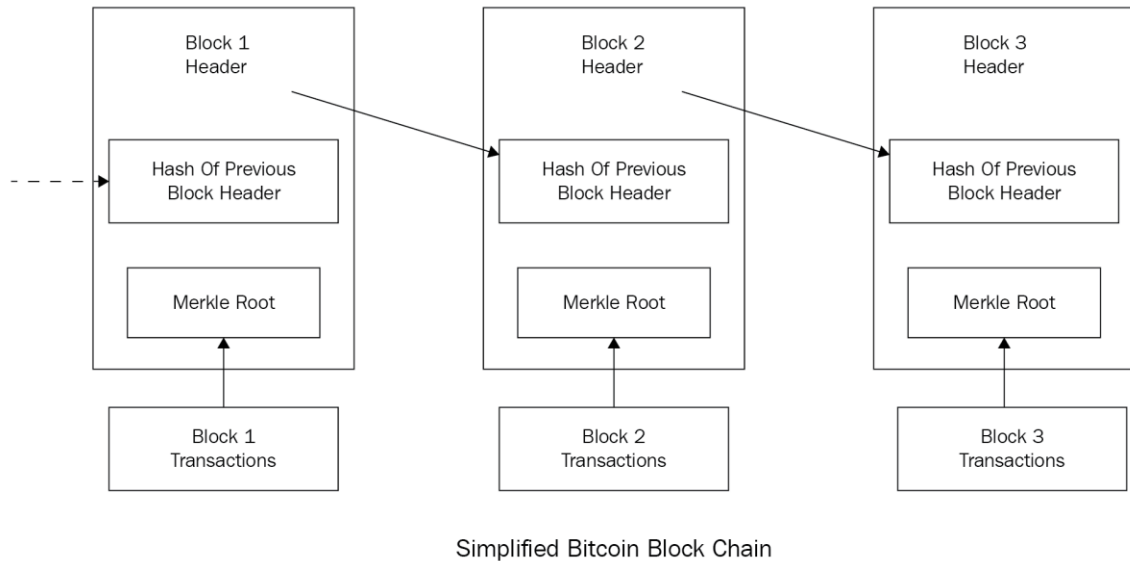 Block 1
Header
Hash Of Previous
Block Header
Merkle Root
Block 1
Transactions
Block 2
Header
Hash Of Previous
Block Header
Merkle Root
Block 2
Transactions
Block 3
Header
Hash Of Previous
Block Header
Merkle Root
Block 3
Transactions
Simplified Bitcoin Block Chain